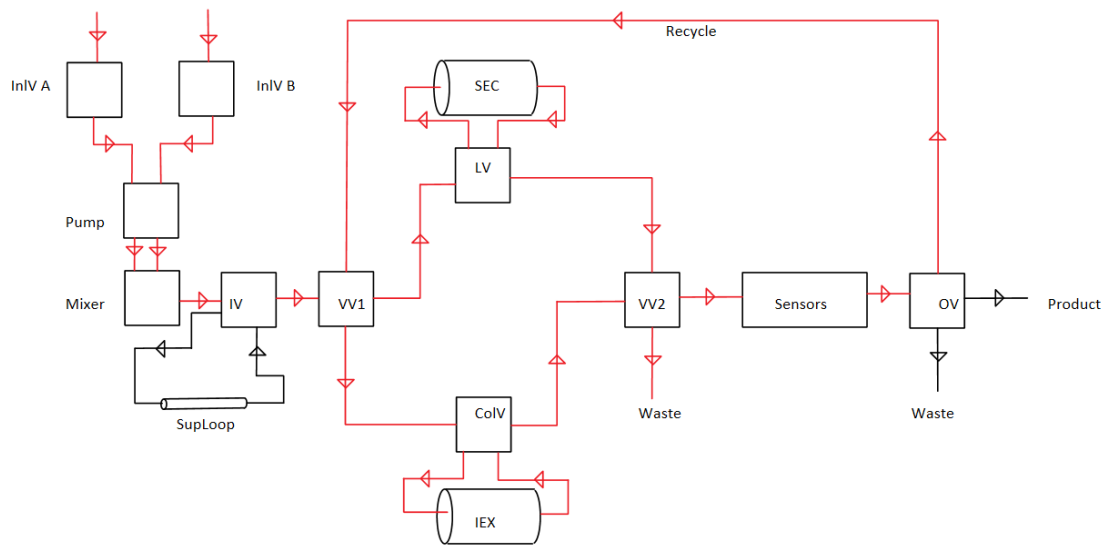 Recycle
InlV A
InlV B
SEC
LV
Pump
Mixer
IV
VV1
VV2
Sensors
OV
Product
SupLoop
ColV
Waste
Waste
IEX